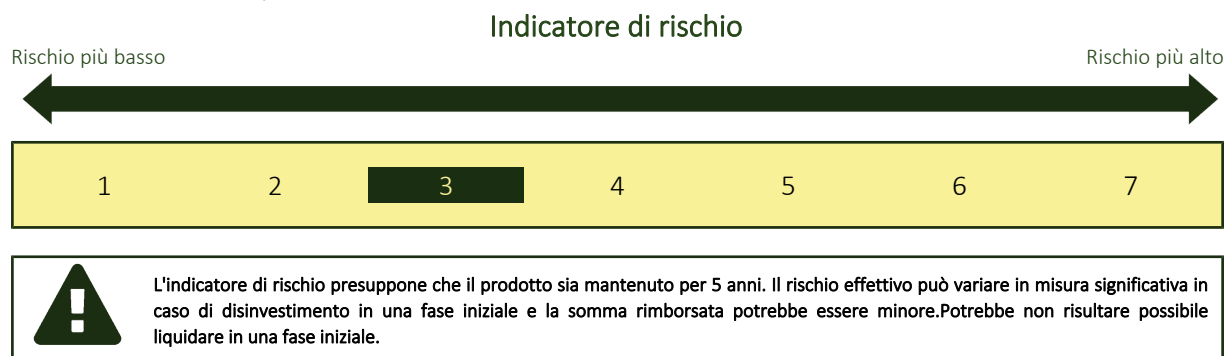 Indicatore di rischio
Rischio più basso
Rischio più alto
1 2 3 4 5 6 7
L'indicatore di rischio presuppone che il prodotto sia mantenuto per 5 anni. Il rischio effettivo può variare in misura significativa in
caso di disinvestimento in una fase iniziale e la somma rimborsata potrebbe essere minore.Potrebbe non risultare possibile
liquidare in una fase iniziale.